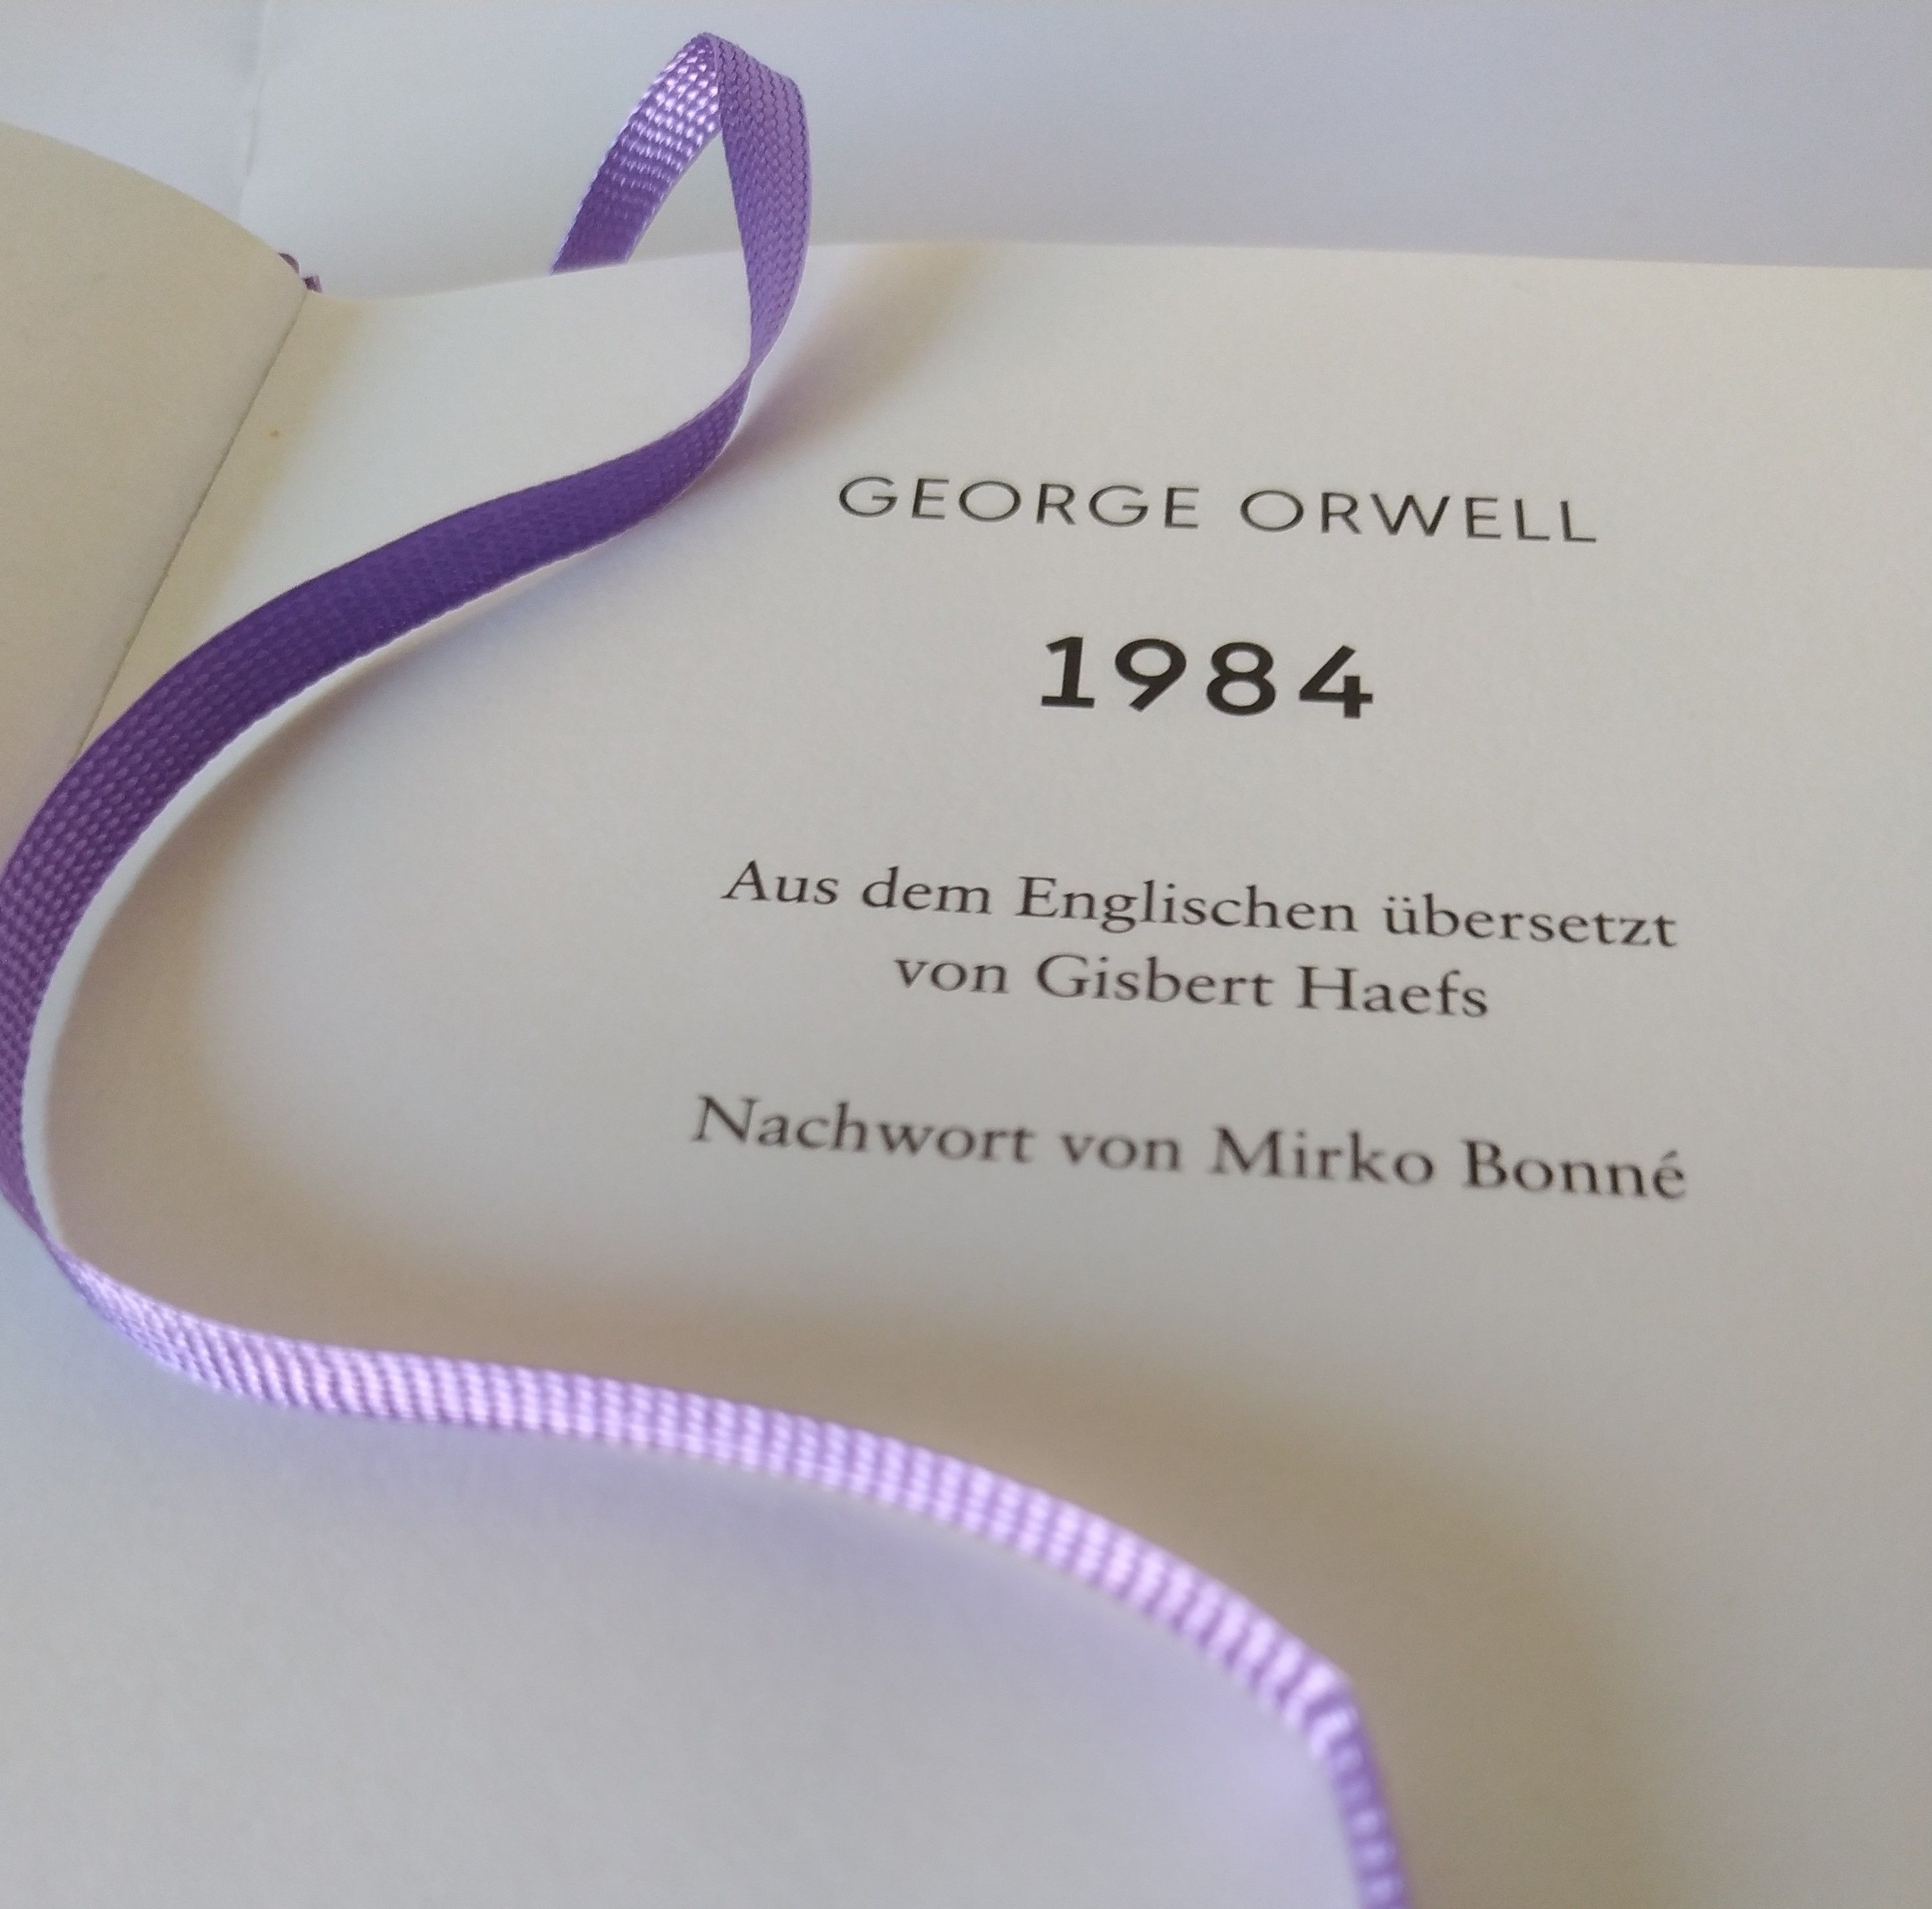 GEORGE ORWELL
1984
Aus dem Englischen übersetzt
von Gisbert Haefs
Nachwort von Mirko Bonné